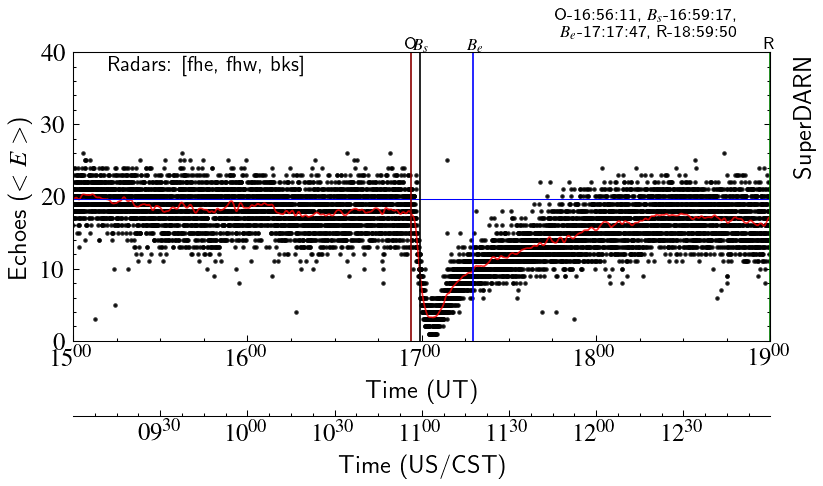 O-16:56:11, Bₛ-16:59:17,
Bₑ-17:17:47, R-18:59:50
O Bₛ Bₑ R
Radars: [fhe, fhw, bks]
SuperDARN
Echoes (< E >)
40
30
20
10
0
15⁰⁰ 16⁰⁰ 17⁰⁰ 18⁰⁰ 19⁰⁰
Time (UT)
09³⁰ 10⁰⁰ 10³⁰ 11⁰⁰ 11³⁰ 12⁰⁰ 12³⁰
Time (US/CST)